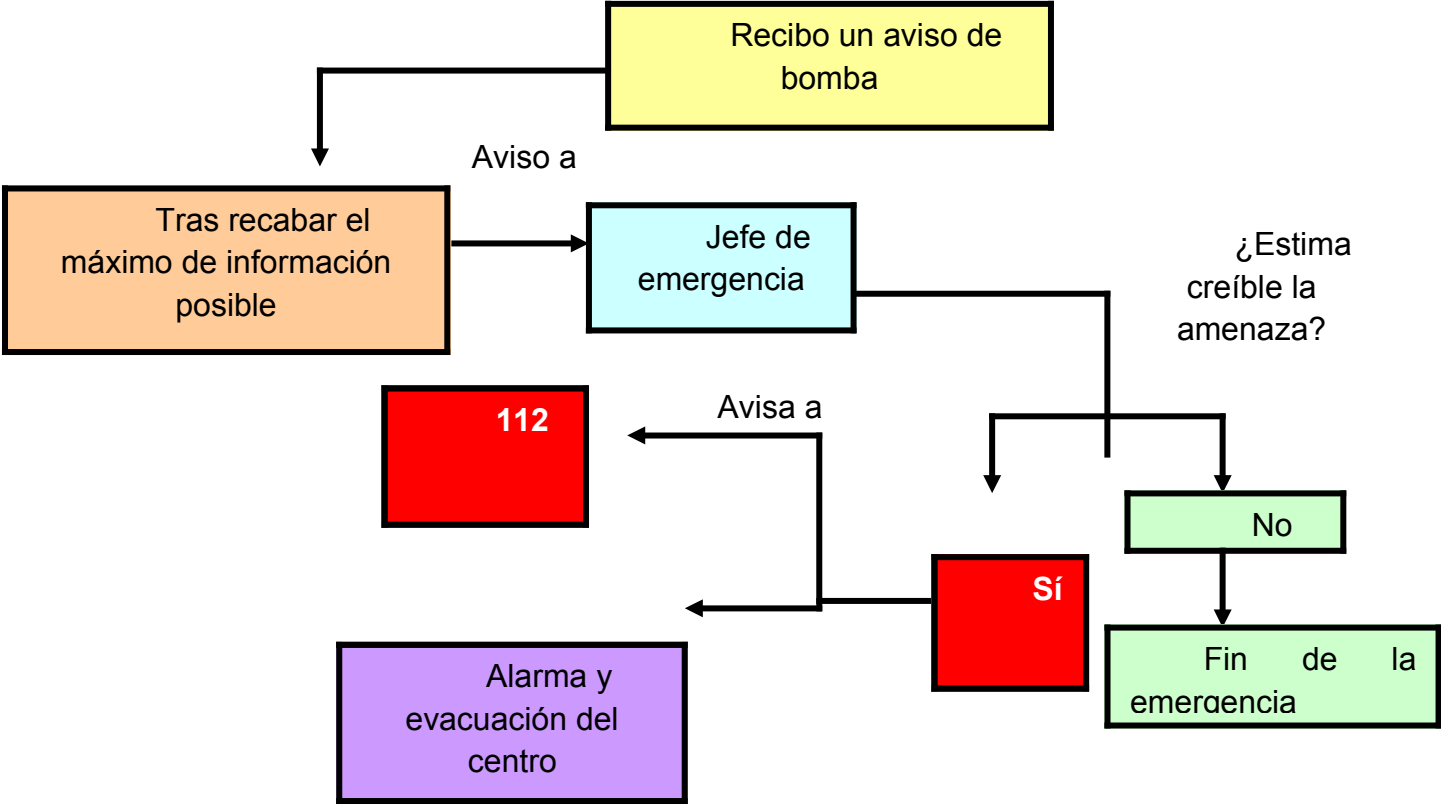 Recibo un aviso de
bomba
Aviso a
Tras recabar el
máximo de información
posible
Jefe de
emergencia
¿Estima
creíble la
amenaza?
112
Avisa a
No
Sí
Fin de la
emergencia
Alarma y
evacuación del
centro